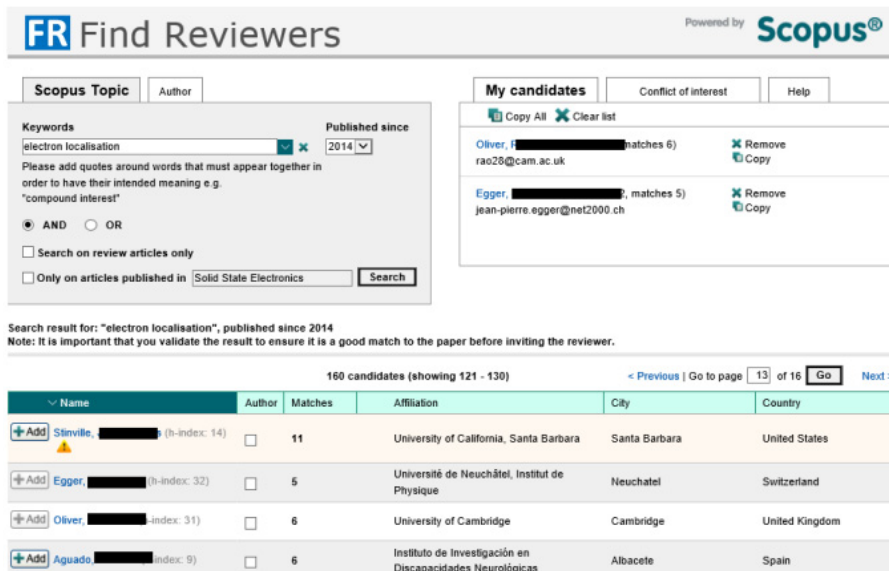 FR Find Reviewers
Powered by Scopus®
Scopus Topic
Author
Keywords
Published since
electron localisation
2014
Please add quotes around words that must appear together in
order to have their intended meaning e.g.
"compound interest"
AND OR
Search on review articles only
Only on articles published in Solid State Electronics Search
My candidates
Conflict of interest
Help
Copy All Clear list
Oliver, matches 6) Remove
rao28@cam.ac.uk Copy
Egger, matches 5) Remove
jean-pierre.egger@net2000.ch Copy
Search result for: "electron localisation", published since 2014
Note: It is important that you validate the result to ensure it is a good match to the paper before inviting the reviewer.
160 candidates (showing 121 - 130) < Previous | Go to page 13 of 16 Go Next
Name Author Matches Affiliation City Country
Add Stinville, (h-index: 14) 11 University of California, Santa Barbara Santa Barbara United States
Add Egger, (h-index: 32) 5 Université de Neuchâtel, Institut de
Physique Neuchatel Switzerland
Add Oliver, index: 31) 6 University of Cambridge Cambridge United Kingdom
Add Aguado, index: 9) 6 Instituto de Investigación en
Discapacidades Neurológicas Albacete Spain